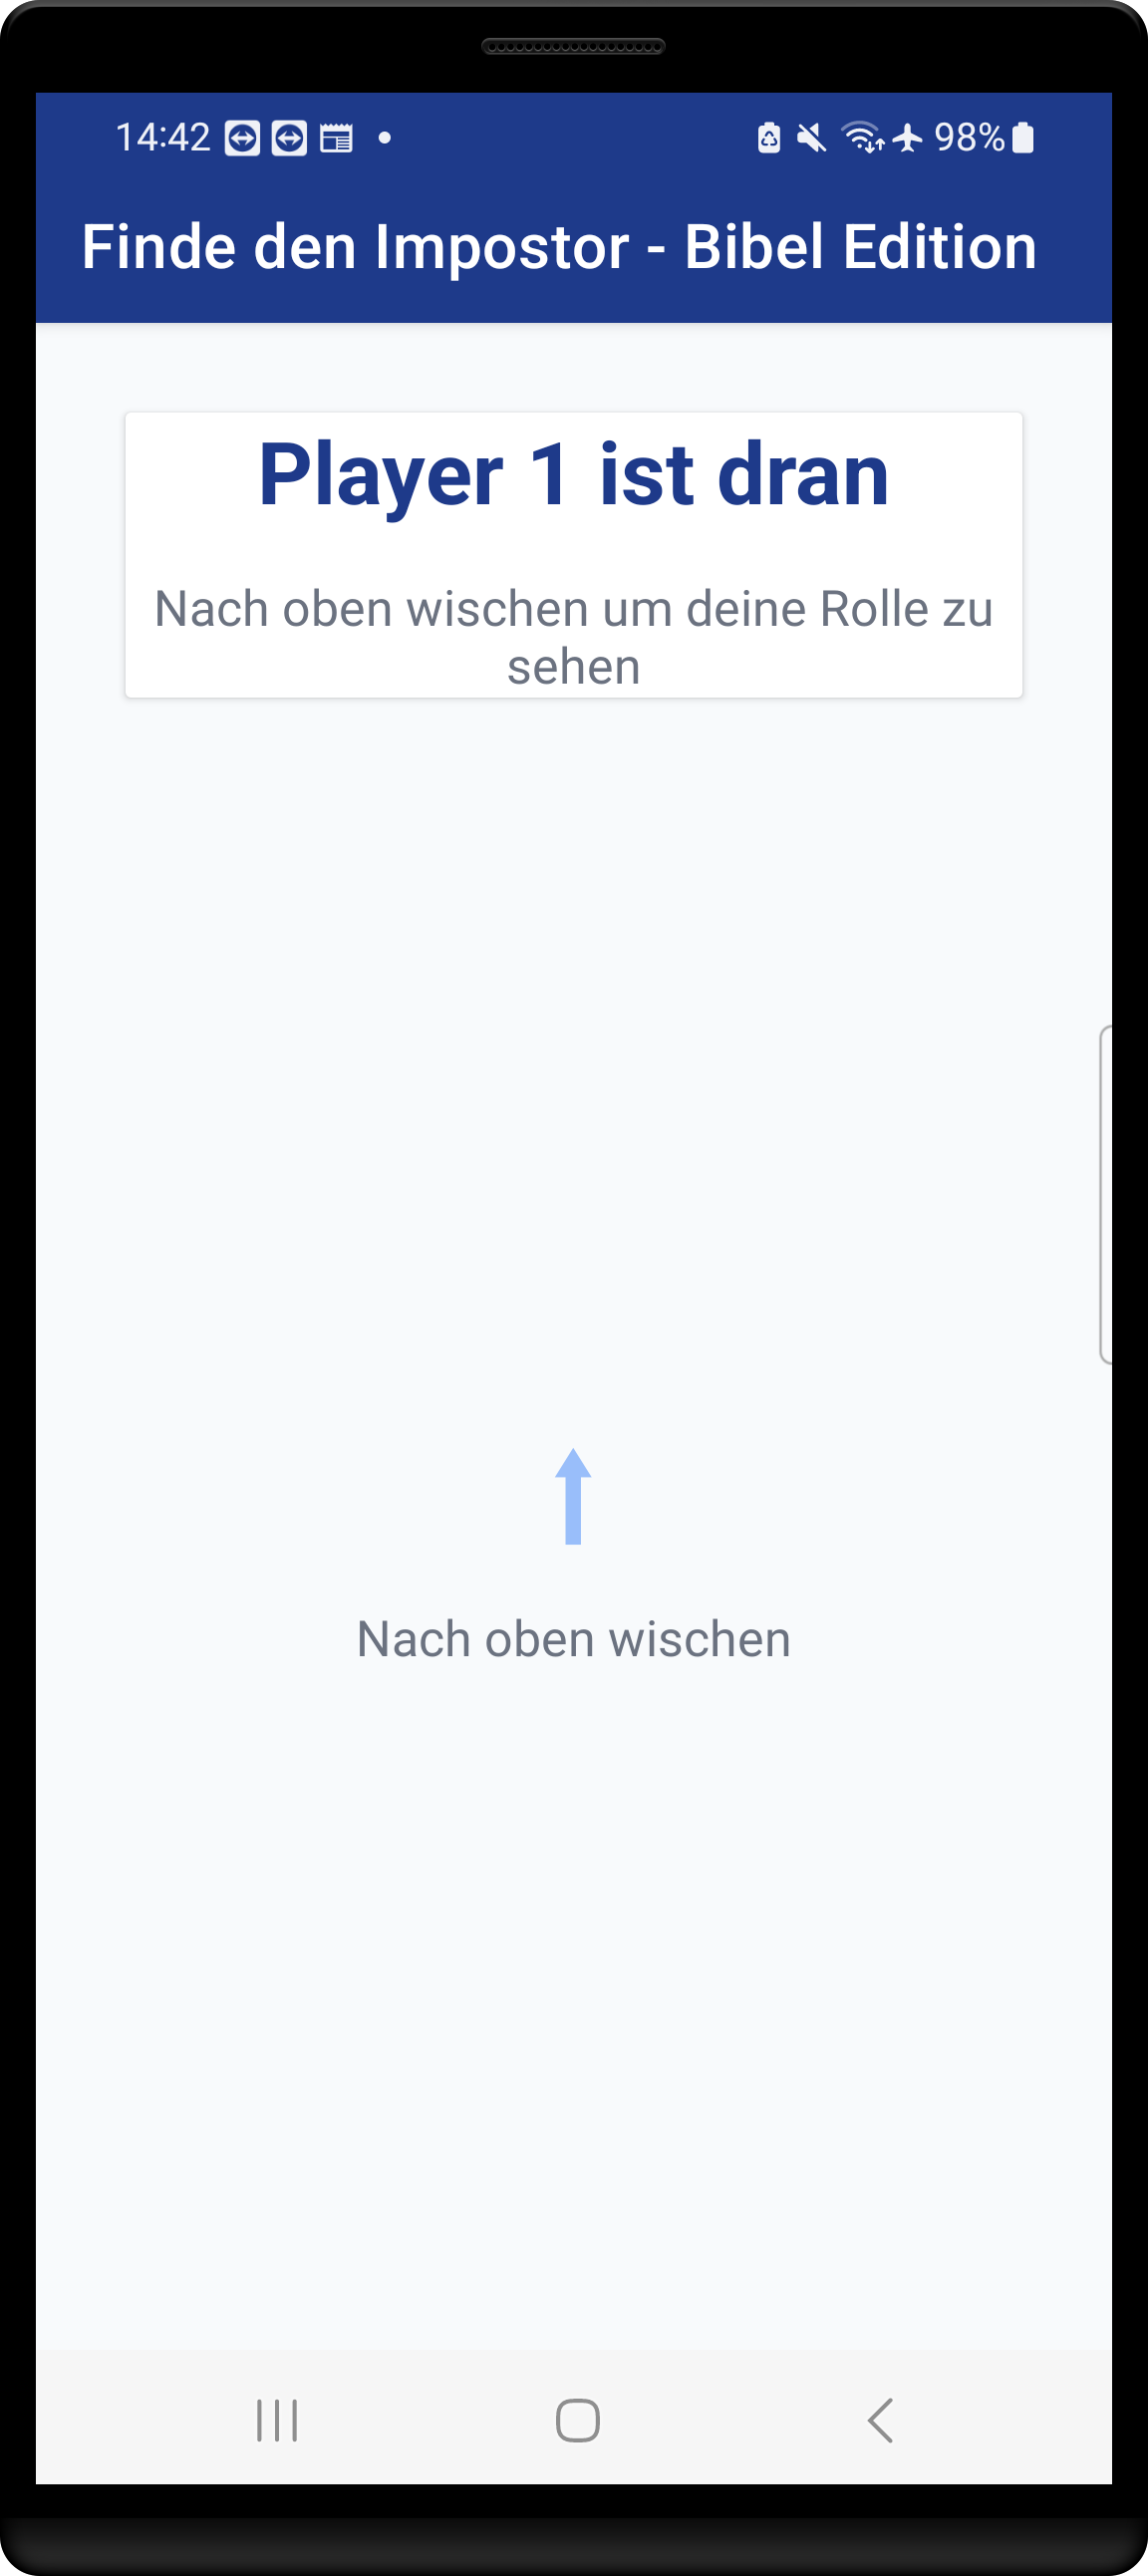 14:42
98%
Finde den Impostor - Bibel Edition
Player 1 ist dran
Nach oben wischen um deine Rolle zu
sehen
Nach oben wischen